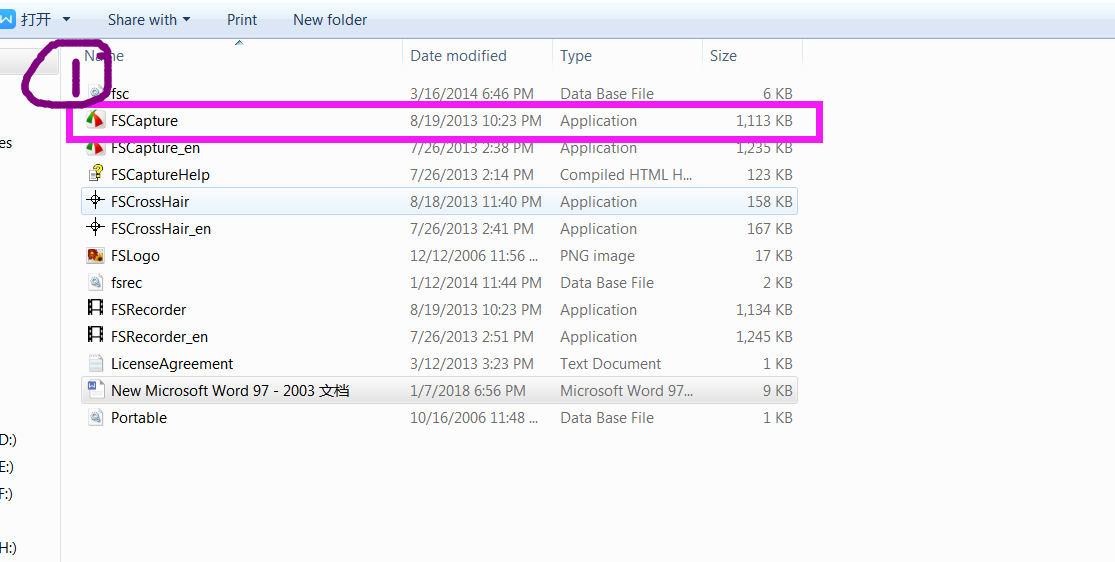 打开 Share with Print New folder
Name Date modified Type Size
1
fsc 3/16/2014 6:46 PM Data Base File 6 KB
FSCapture 8/19/2013 10:23 PM Application 1,113 KB
es FSCapture_en 7/26/2013 2:38 PM Application 1,235 KB
FSCaptureHelp 7/26/2013 2:14 PM Compiled HTML H... 123 KB
FSCrossHair 8/18/2013 11:40 PM Application 158 KB
FSCrossHair_en 7/26/2013 2:41 PM Application 167 KB
FSLogo 12/12/2006 11:56 ... PNG image 17 KB
fsrec 1/12/2014 11:44 PM Data Base File 2 KB
FSRecorder 8/19/2013 10:23 PM Application 1,134 KB
FSRecorder_en 7/26/2013 2:51 PM Application 1,245 KB
LicenseAgreement 3/12/2013 3:23 PM Text Document 1 KB
New Microsoft Word 97 - 2003 文档 1/7/2018 6:56 PM Microsoft Word 97... 9 KB
Portable 10/16/2006 11:48 ... Data Base File 1 KB
D:)
E:)
F:)
H:)